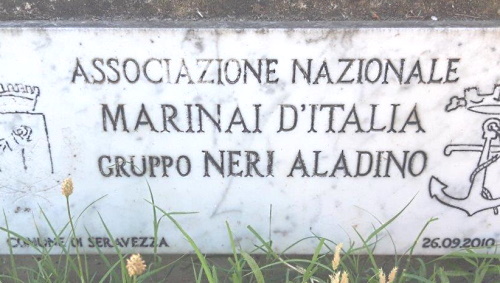 ASSOCIAZIONE NAZIONALE
MARINAI D'ITALIA
GRUPPO NERI ALADINO
COMUNE DI SERAVEZZA
26.09.2010